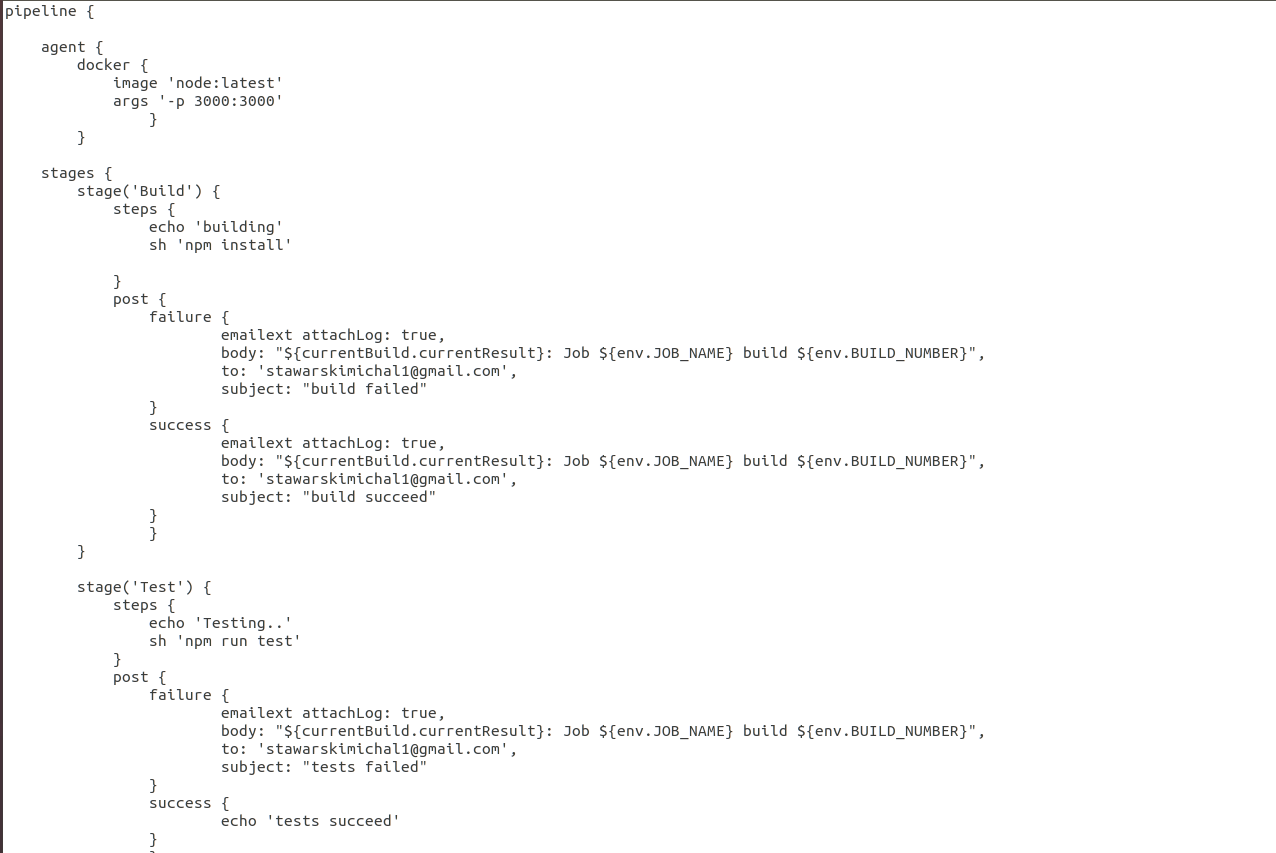 pipeline {
    agent {
        docker {
            image 'node:latest'
            args '-p 3000:3000'
                }
        }
    stages {
        stage('Build') {
            steps {
                echo 'building'
                sh 'npm install'
            }
            post {
                failure {
                        emailext attachLog: true,
                        body: "${currentBuild.currentResult}: Job ${env.JOB_NAME} build ${env.BUILD_NUMBER}",
                        to: 'stawarskimichal1@gmail.com',
                        subject: "build failed"
                }
                success {
                        emailext attachLog: true,
                        body: "${currentBuild.currentResult}: Job ${env.JOB_NAME} build ${env.BUILD_NUMBER}",
                        to: 'stawarskimichal1@gmail.com',
                        subject: "build succeed"
                }
                }
        }
        stage('Test') {
            steps {
                echo 'Testing..'
                sh 'npm run test'
            }
            post {
                failure {
                        emailext attachLog: true,
                        body: "${currentBuild.currentResult}: Job ${env.JOB_NAME} build ${env.BUILD_NUMBER}",
                        to: 'stawarskimichal1@gmail.com',
                        subject: "tests failed"
                }
                success {
                        echo 'tests succeed'
                }